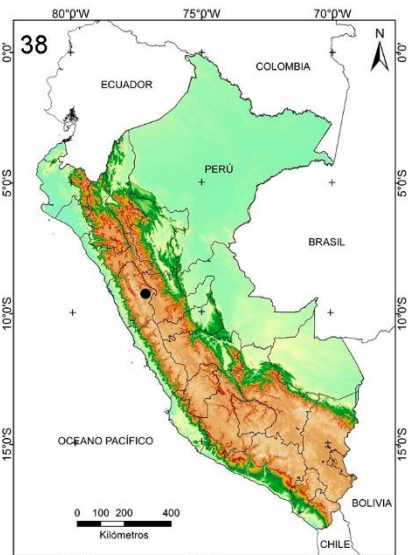 80°0'W 75°0'W 70°0'W
38
N
0°0'
0°0'
COLOMBIA
ECUADOR
PERÚ
5°0'S
5°0'S
BRASIL
10°0'S
10°0'S
OCEANO PACÍFICO
15°0'S
15°0'S
BOLIVIA
0 100 200 400
Kilómetros
CHILE